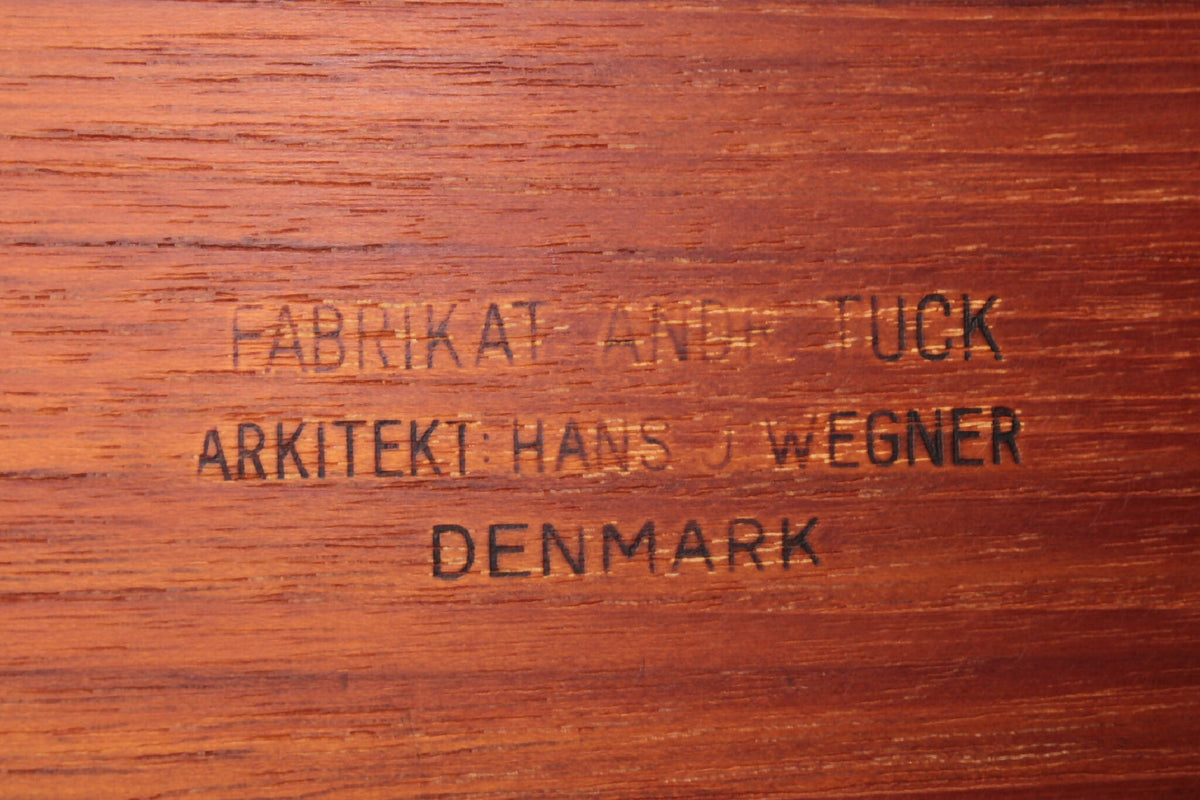 FABRIKAT ANDR TUCK
ARKITEKT: HANS J WEGNER
DENMARK